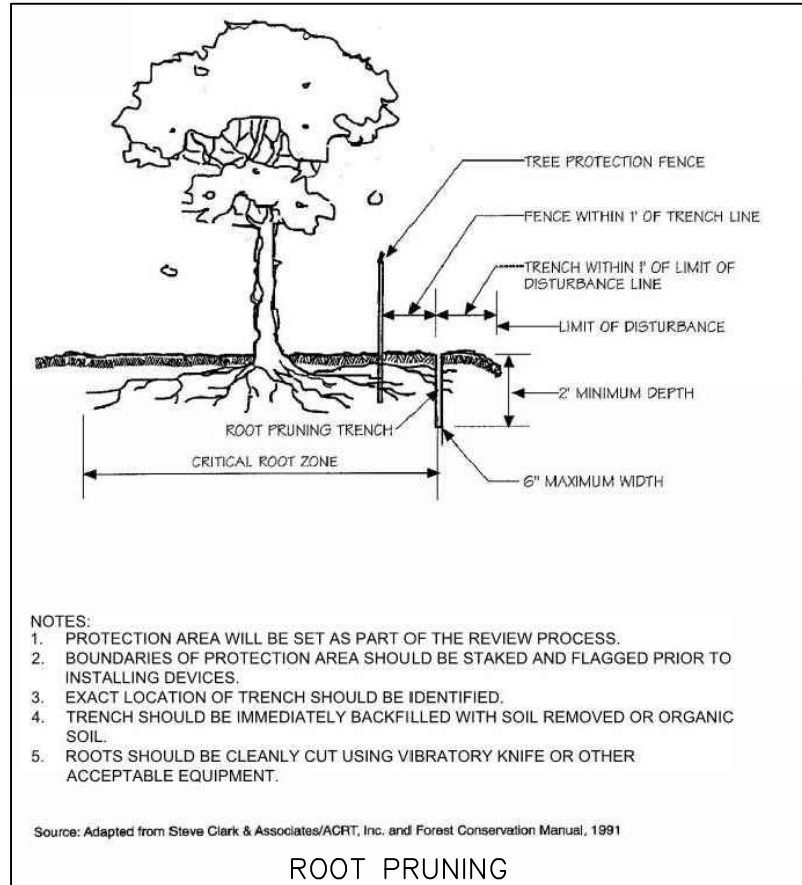 TREE PROTECTION FENCE
FENCE WITHIN 1' OF TRENCH LINE
TRENCH WITHIN 1' OF LIMIT OF
DISTURBANCE LINE
LIMIT OF DISTURBANCE
2' MINIMUM DEPTH
ROOT PRUNING TRENCH
CRITICAL ROOT ZONE
6" MAXIMUM WIDTH
NOTES:
1. PROTECTION AREA WILL BE SET AS PART OF THE REVIEW PROCESS.
2. BOUNDARIES OF PROTECTION AREA SHOULD BE STAKED AND FLAGGED PRIOR TO
INSTALLING DEVICES.
3. EXACT LOCATION OF TRENCH SHOULD BE IDENTIFIED.
4. TRENCH SHOULD BE IMMEDIATELY BACKFILLED WITH SOIL REMOVED OR ORGANIC
SOIL.
5. ROOTS SHOULD BE CLEANLY CUT USING VIBRATORY KNIFE OR OTHER
ACCEPTABLE EQUIPMENT.
Source: Adapted from Steve Clark & Associates/ACRT, Inc. and Forest Conservation Manual, 1991
ROOT PRUNING